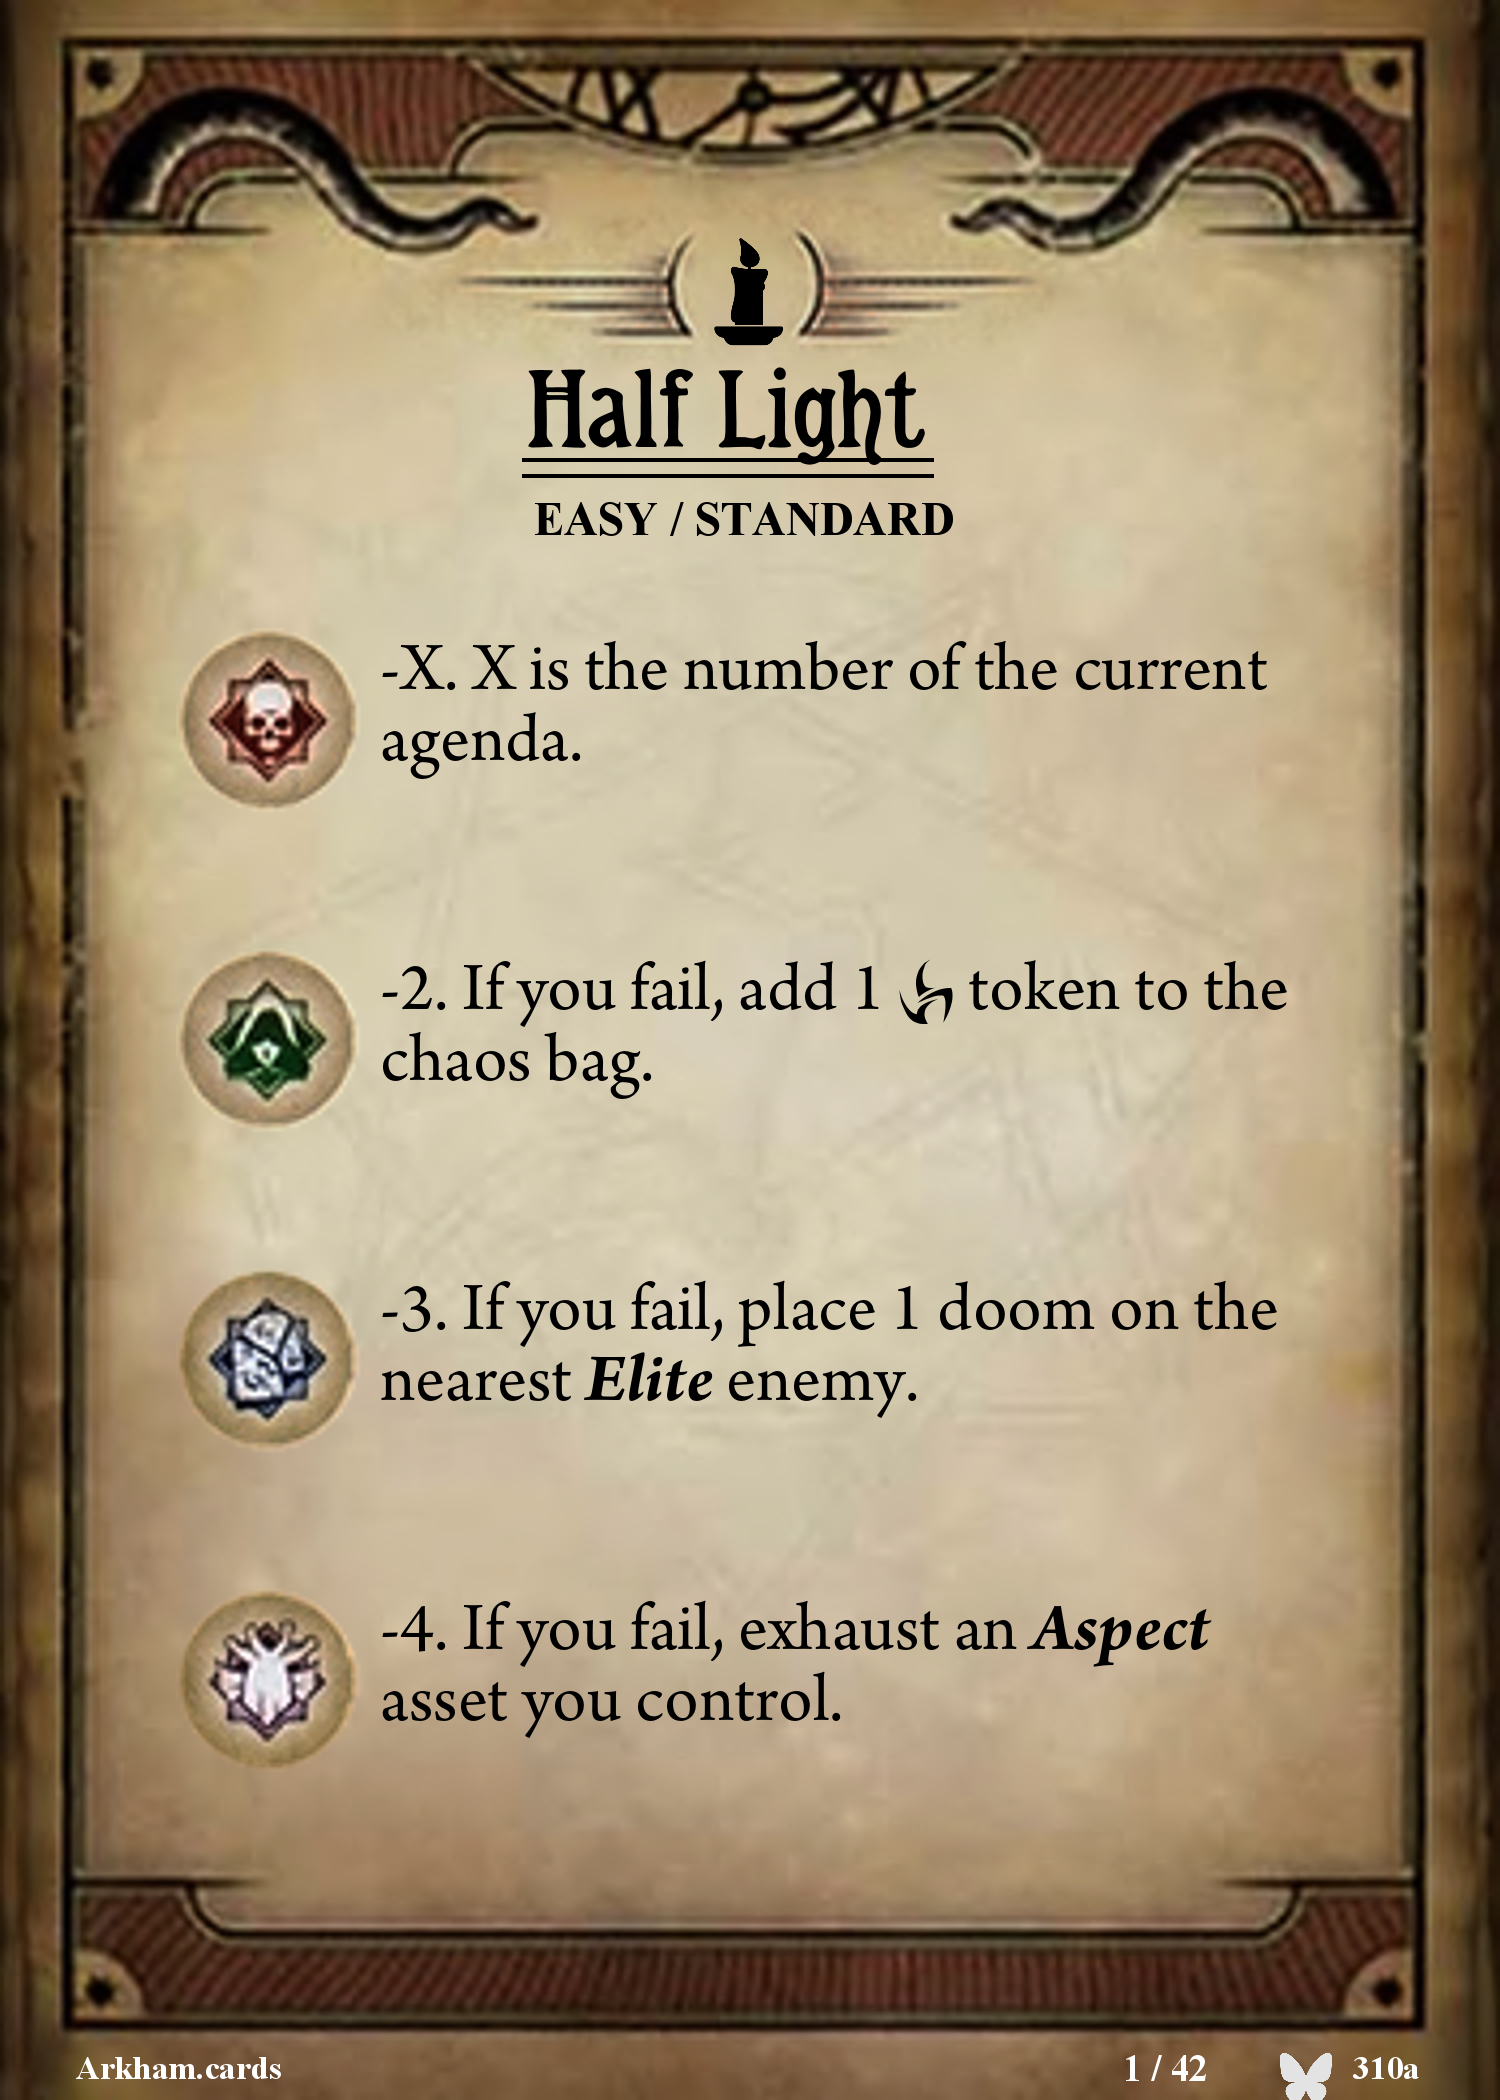 Half Light
EASY / STANDARD
-X. X is the number of the current
agenda.
-2. If you fail, add 1 token to the
chaos bag.
-3. If you fail, place 1 doom on the
nearest Elite enemy.
-4. If you fail, exhaust an Aspect
asset you control.
Arkham.cards
1 / 42
310a